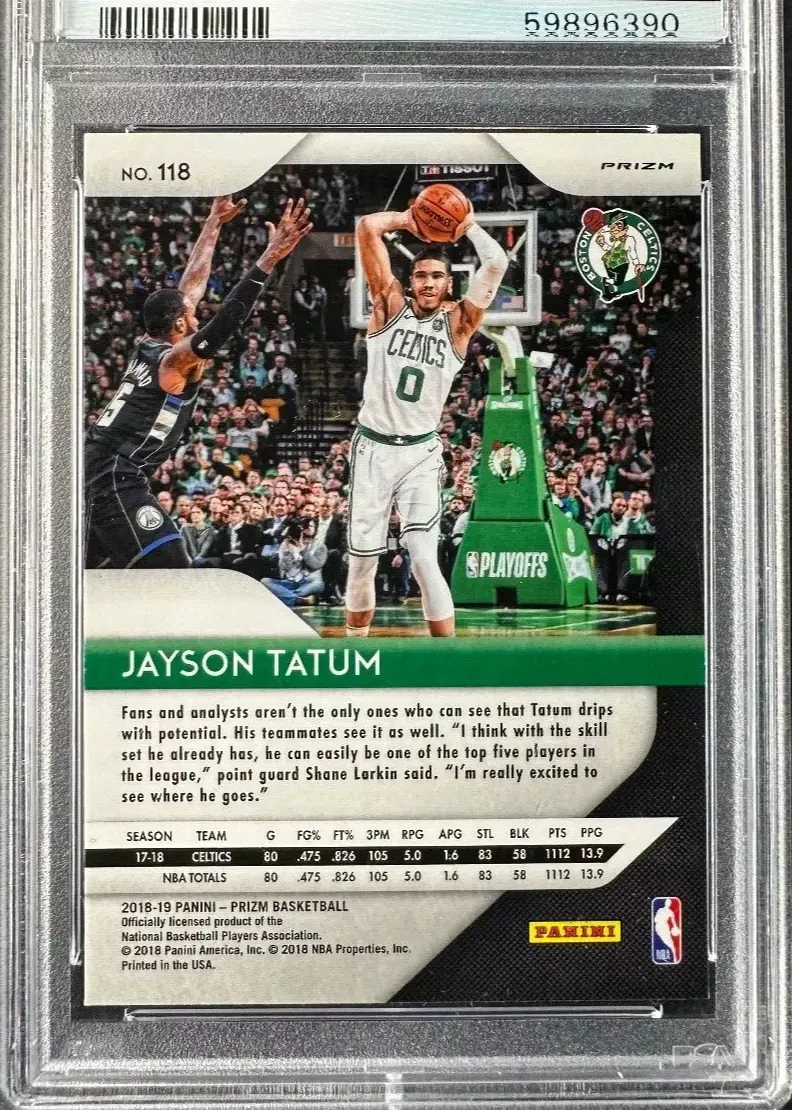 59896390
NO. 118
PRIZM
TISSOT
BOSTON CELTICS
CELTICS
0
SPALDING
PLAYOFFS
JAYSON TATUM
Fans and analysts aren't the only ones who can see that Tatum drips
with potential. His teammates see it as well. "I think with the skill
set he already has, he can easily be one of the top five players in
the league," point guard Shane Larkin said. "I'm really excited to
see where he goes."
SEASON TEAM G FG% FT% 3PM RPG APG STL BLK PTS PPG
17-18 CELTICS 80 .475 .826 105 5.0 1.6 83 58 1112 13.9
NBA TOTALS 80 .475 .826 105 5.0 1.6 83 58 1112 13.9
2018-19 PANINI – PRIZM BASKETBALL
Officially licensed product of the
National Basketball Players Association.
© 2018 Panini America, Inc. © 2018 NBA Properties, Inc.
Printed in the USA.
PANINI
NBA
PSA